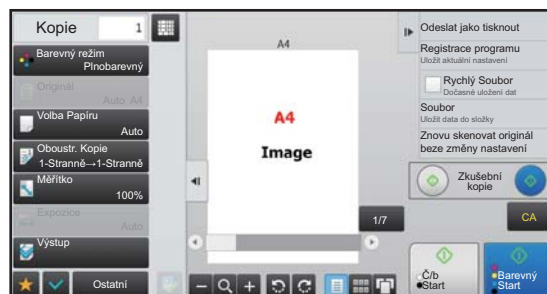 Kopie
1
Barevný režim
Plnobarevný
Originál
Auto A4
Volba Papíru
Auto
Oboustr. Kopie
1-Stranně→1-Stranně
Měřítko
100%
Expozice
Auto
Výstup
Ostatní
A4
A4
Image
1/7
Odeslat jako tisknout
Registrace programu
Uložit aktuální nastavení
Rychlý Soubor
Dočasné uložení dat
Soubor
Uložit data do složky
Znovu skenovat originál
beze změny nastavení
Zkušební
kopie
CA
Č/b
Start
Barevný
Start